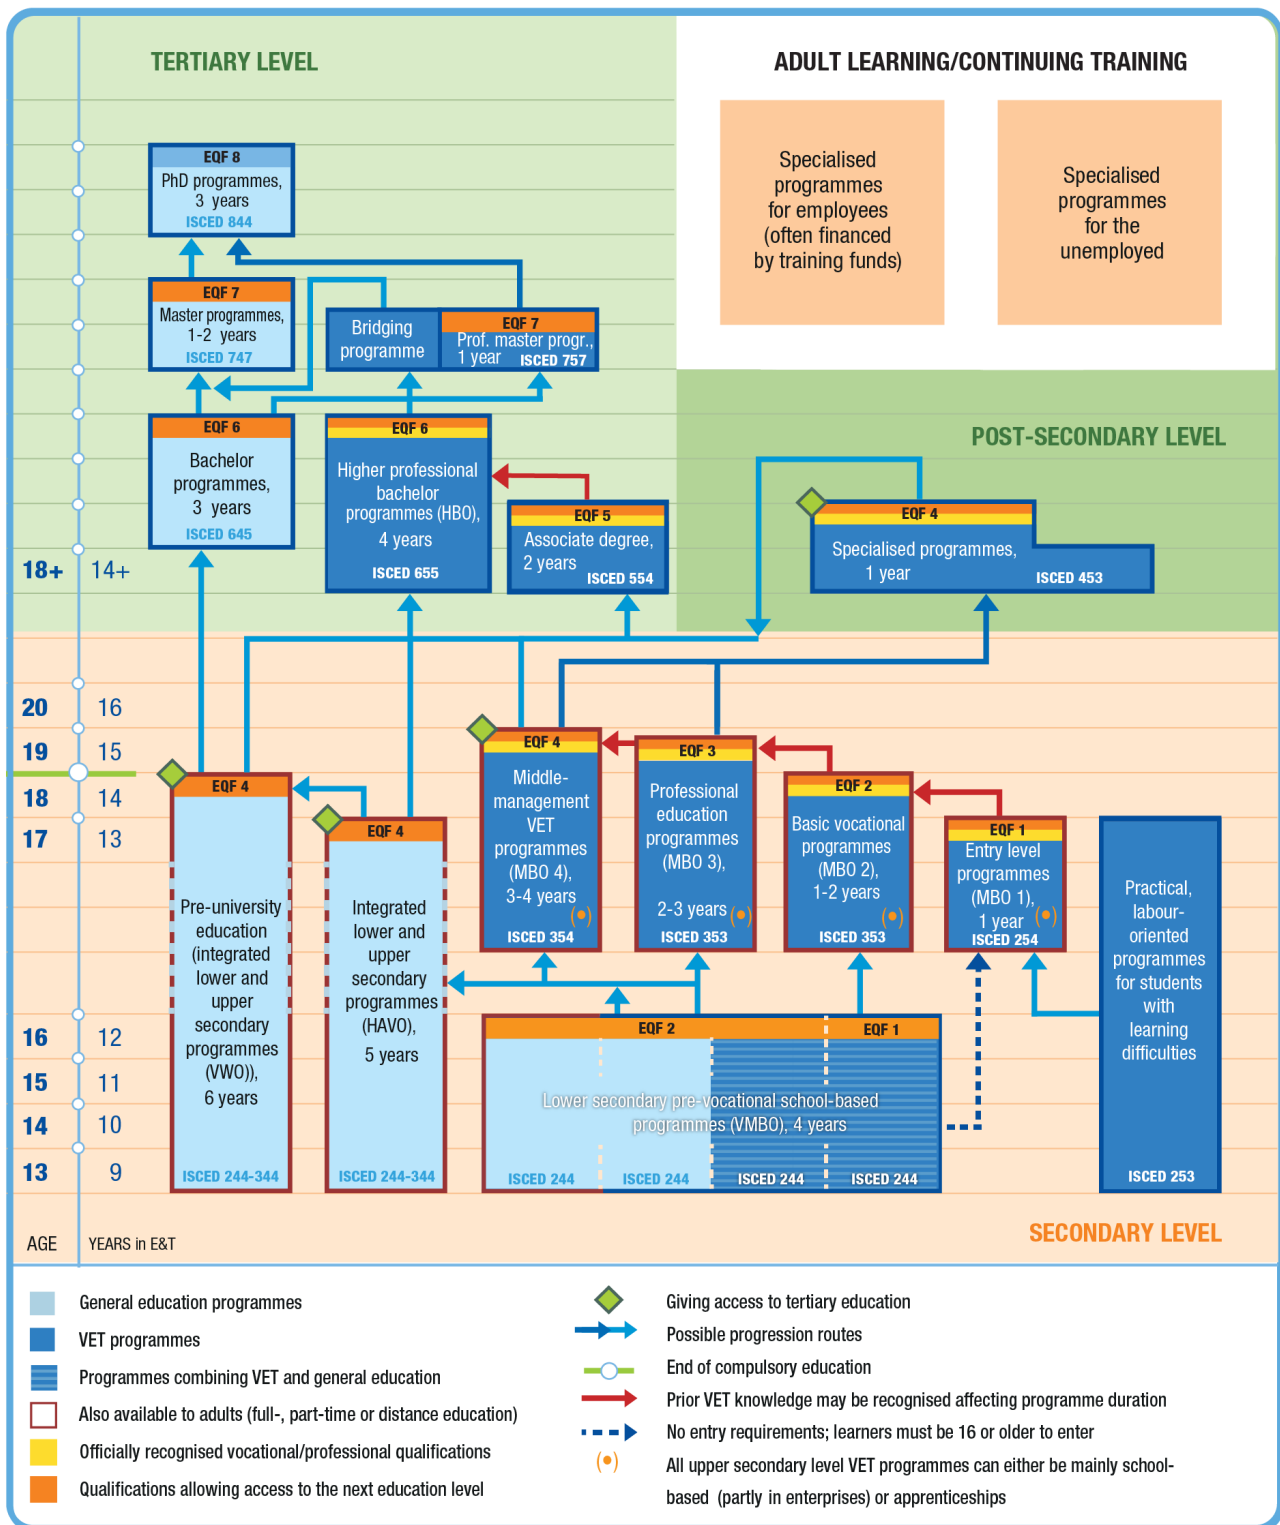 TERTIARY LEVEL
ADULT LEARNING/CONTINUING TRAINING
Specialised
programmes
for employees
(often financed
by training funds)
Specialised
programmes
for the
unemployed
EQF 8
PhD programmes,
3 years
ISCED 844
EQF 7
Master programmes,
1-2 years
ISCED 747
Bridging
programme
EQF 7
Prof. master progr.,
1 year ISCED 757
POST-SECONDARY LEVEL
EQF 6
Bachelor
programmes,
3 years
ISCED 645
EQF 6
Higher professional
bachelor
programmes (HBO),
4 years
ISCED 655
EQF 5
Associate degree,
2 years
ISCED 554
EQF 4
Specialised programmes,
1 year
ISCED 453
18+ 14+
20 16
19 15
18 14
17 13
16 12
15 11
14 10
13 9
AGE YEARS in E&T
EQF 4
Pre-university
education
(integrated
lower and
upper
secondary
programmes
(VWO)),
6 years
ISCED 244-344
EQF 4
Integrated
lower and
upper
secondary
programmes
(HAVO),
5 years
ISCED 244-344
EQF 4
Middle-
management
VET
programmes
(MBO 4),
3-4 years
ISCED 354
EQF 3
Professional
education
programmes
(MBO 3),
2-3 years
ISCED 353
EQF 2
Basic vocational
programmes
(MBO 2),
1-2 years
ISCED 353
EQF 1
Entry level
programmes
(MBO 1),
1 year
ISCED 254
Practical,
labour-
oriented
programmes
for students
with
learning
difficulties
ISCED 253
EQF 2
EQF 1
Lower secondary pre-vocational school-based
programmes (VMBO), 4 years
ISCED 244
ISCED 244
ISCED 244
ISCED 244
SECONDARY LEVEL
General education programmes
VET programmes
Programmes combining VET and general education
Also available to adults (full-, part-time or distance education)
Officially recognised vocational/professional qualifications
Qualifications allowing access to the next education level
Giving access to tertiary education
Possible progression routes
End of compulsory education
Prior VET knowledge may be recognised affecting programme duration
No entry requirements; learners must be 16 or older to enter
All upper secondary level VET programmes can either be mainly school-
based (partly in enterprises) or apprenticeships